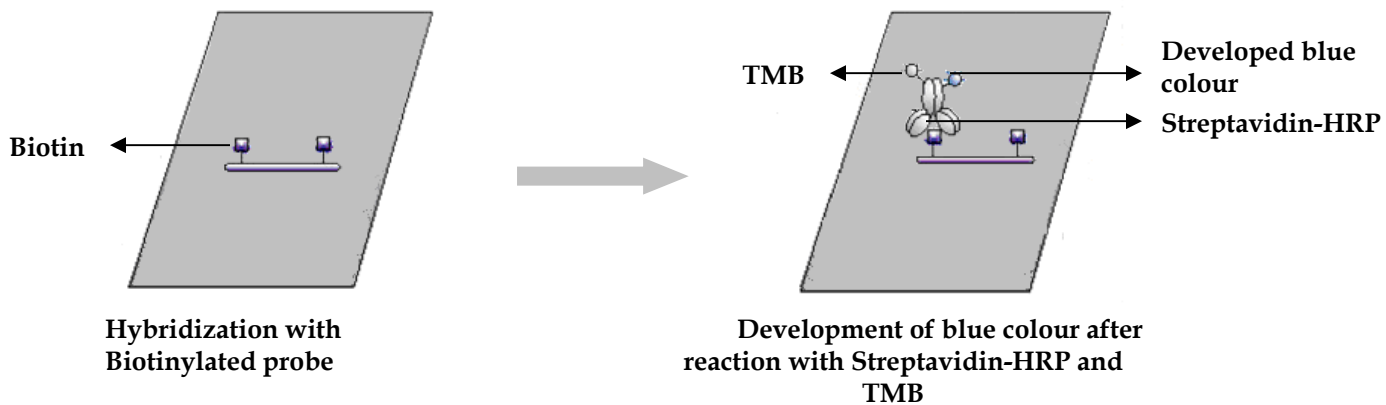 Biotin
Hybridization with
Biotinylated probe
TMB
Developed blue
colour
Streptavidin-HRP
Development of blue colour after
reaction with Streptavidin-HRP and
TMB